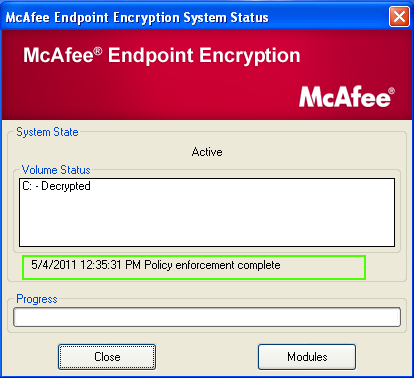 McAfee Endpoint Encryption System Status
McAfee® Endpoint Encryption
McAfee®
System State
Active
Volume Status
C: - Decrypted
5/4/2011 12:35:31 PM Policy enforcement complete
Progress
Close
Modules